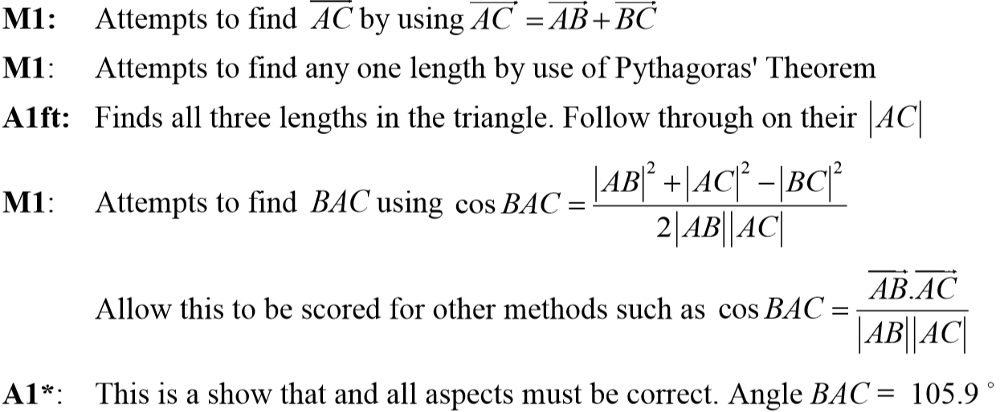 M1: Attempts to find $\overrightarrow{AC}$ by using $\overrightarrow{AC} = \overrightarrow{AB} + \overrightarrow{BC}$
M1: Attempts to find any one length by use of Pythagoras' Theorem
A1ft: Finds all three lengths in the triangle. Follow through on their $|AC|$
M1: Attempts to find $BAC$ using $\cos BAC = \frac{|AB|^2 + |AC|^2 - |BC|^2}{2|AB||AC|}$
Allow this to be scored for other methods such as $\cos BAC = \frac{\overrightarrow{AB}.\overrightarrow{AC}}{|AB||AC|}$
A1*: This is a show that and all aspects must be correct. Angle $BAC = 105.9^\circ$